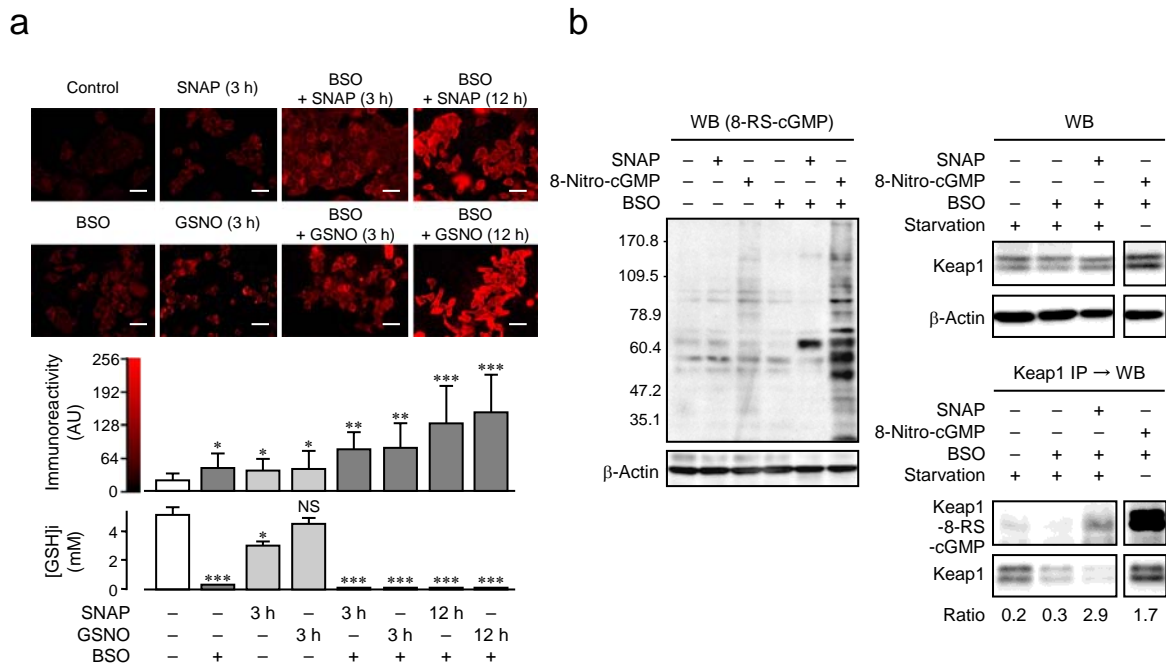 a
Control
SNAP (3 h)
BSO
+ SNAP (3 h)
BSO
+ SNAP (12 h)
BSO
GSNO (3 h)
BSO
+ GSNO (3 h)
BSO
+ GSNO (12 h)
Immunoreactivity
(AU)
256
192
128
64
0
* * * ** ** *** ***
[GSH]i
(mM)
4
2
0
*** * NS *** *** *** ***
SNAP – – 3 h – 3 h – 12 h –
GSNO – – – 3 h – 3 h – 12 h
BSO – + – – + + + +
b
WB (8-RS-cGMP)
SNAP – + – – + –
8-Nitro-cGMP – – + – – +
BSO – – – + + +
170.8
109.5
78.9
60.4
47.2
35.1
β-Actin
WB
SNAP – – + –
8-Nitro-cGMP – – – +
BSO – + + +
Starvation + + + –
Keap1
β-Actin
Keap1 IP → WB
SNAP – – + –
8-Nitro-cGMP – – – +
BSO – + + +
Starvation + + + –
Keap1
-8-RS
-cGMP
Keap1
Ratio 0.2 0.3 2.9 1.7